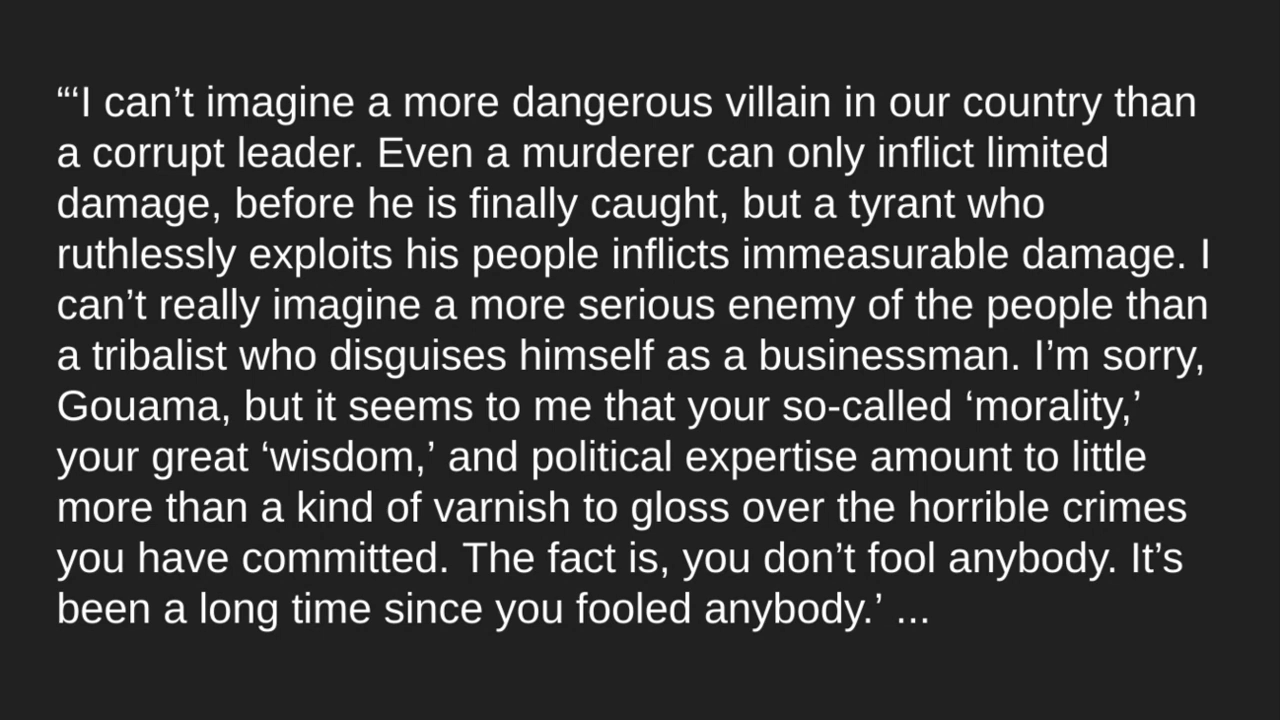 “‘I can’t imagine a more dangerous villain in our country than
a corrupt leader. Even a murderer can only inflict limited
damage, before he is finally caught, but a tyrant who
ruthlessly exploits his people inflicts immeasurable damage. I
can’t really imagine a more serious enemy of the people than
a tribalist who disguises himself as a businessman. I’m sorry,
Gouama, but it seems to me that your so-called ‘morality,’
your great ‘wisdom,’ and political expertise amount to little
more than a kind of varnish to gloss over the horrible crimes
you have committed. The fact is, you don’t fool anybody. It’s
been a long time since you fooled anybody.’ ...